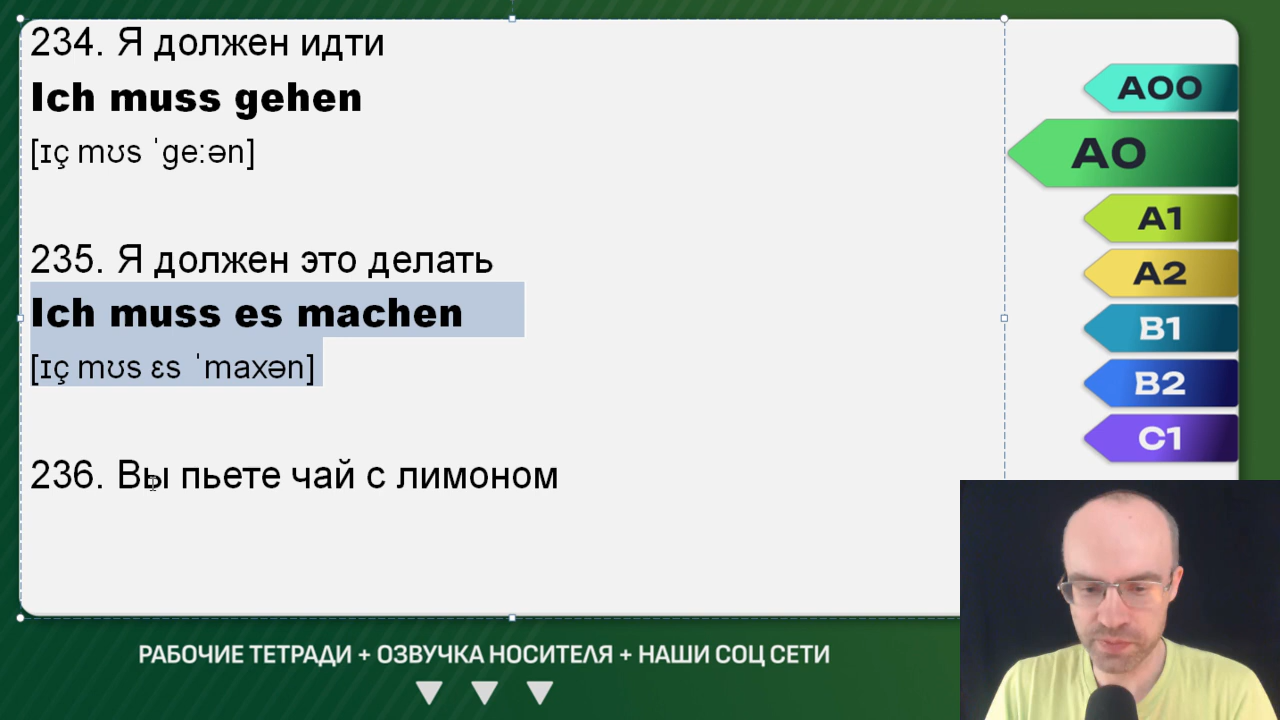 234. Я должен идти
Ich muss gehen
[ɪç mʊs ˈɡeːən]
235. Я должен это делать
Ich muss es machen
[ɪç mʊs ɛs ˈmaxən]
236. Вы пьете чай с лимоном
A00
A0
A1
A2
B1
B2
C1
РАБОЧИЕ ТЕТРАДИ + ОЗВУЧКА НОСИТЕЛЯ + НАШИ СОЦ СЕТИ